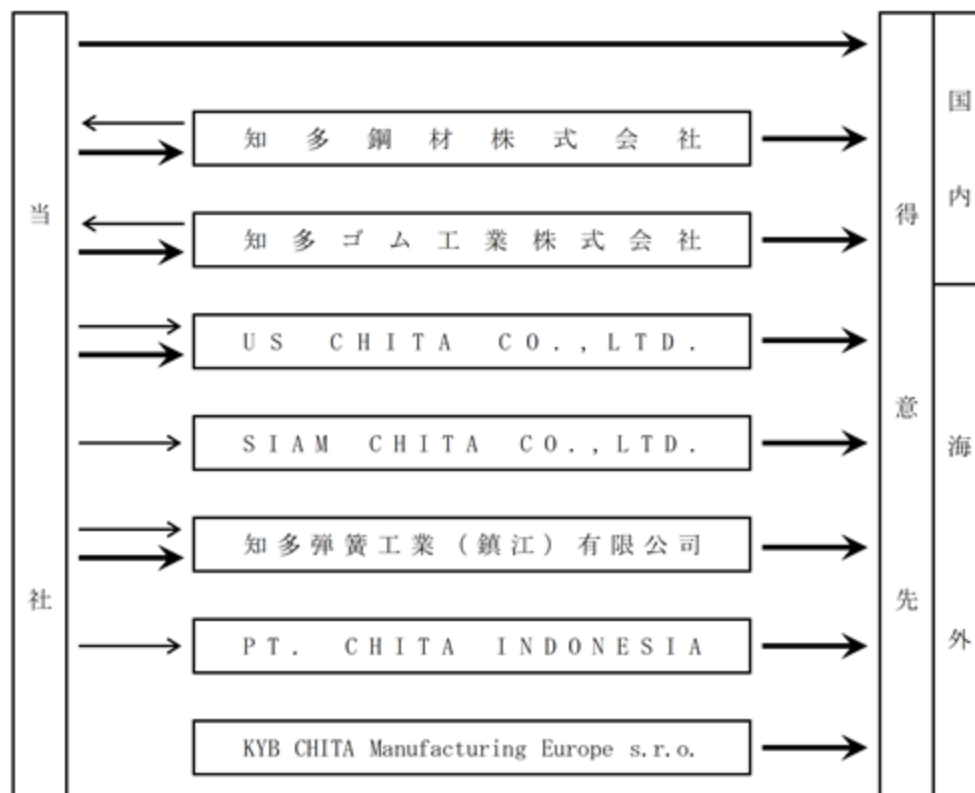 当社
知多鋼材株式会社
知多ゴム工業株式会社
US CHITA CO.,LTD.
SIAM CHITA CO.,LTD.
知多弾簧工業(鎮江)有限公司
PT. CHITA INDONESIA
KYB CHITA Manufacturing Europe s.r.o.
得意先
国内
海外